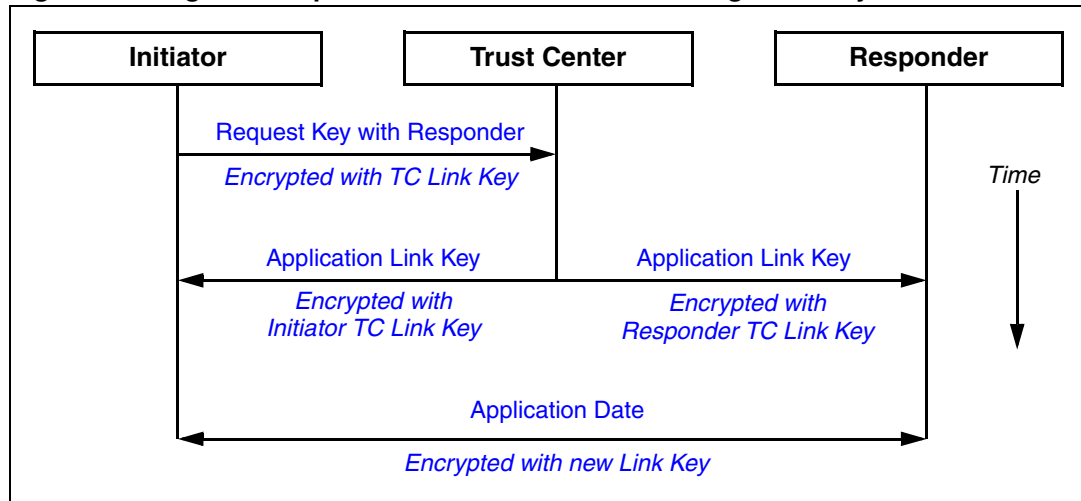 Initiator
Trust Center
Responder
Request Key with Responder
Encrypted with TC Link Key
Time
Application Link Key
Application Link Key
Encrypted with
Initiator TC Link Key
Encrypted with
Responder TC Link Key
Application Date
Encrypted with new Link Key